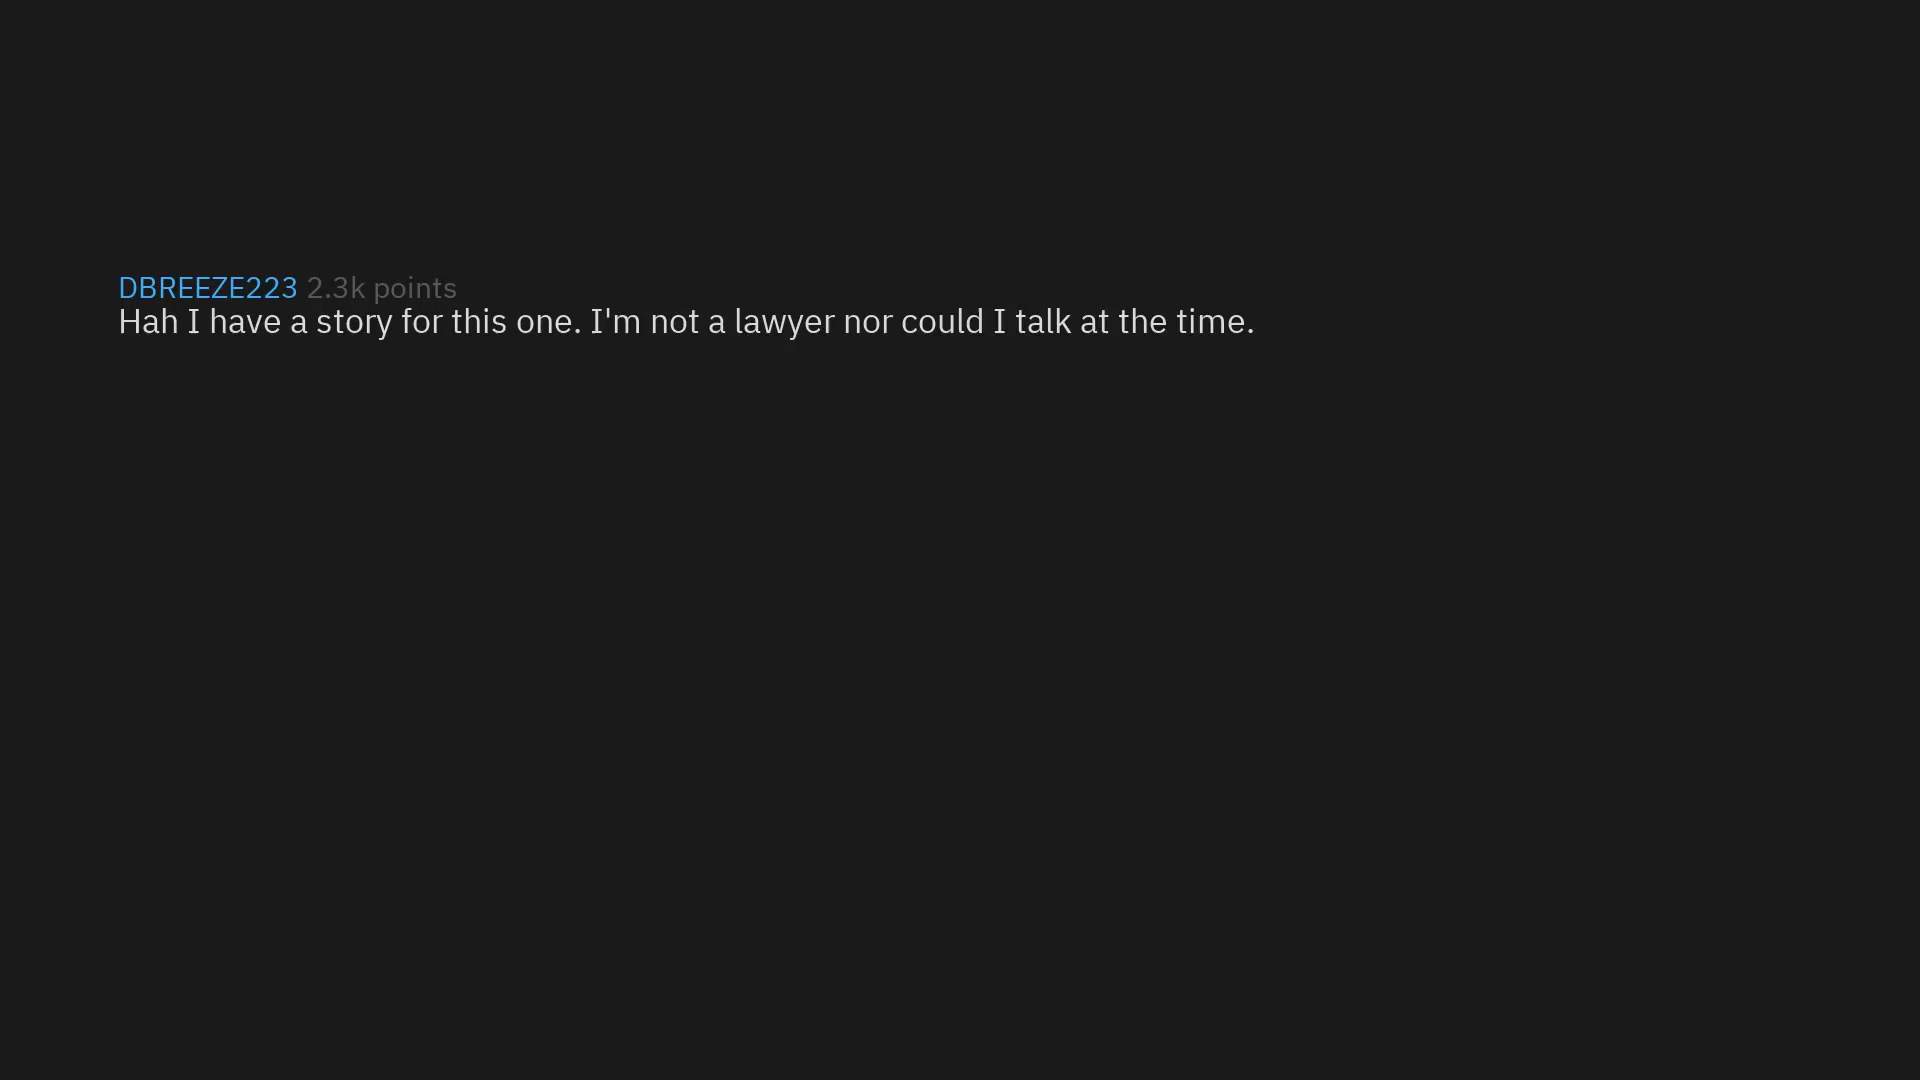 DBREEZE223 2.3k points
Hah I have a story for this one. I'm not a lawyer nor could I talk at the time.